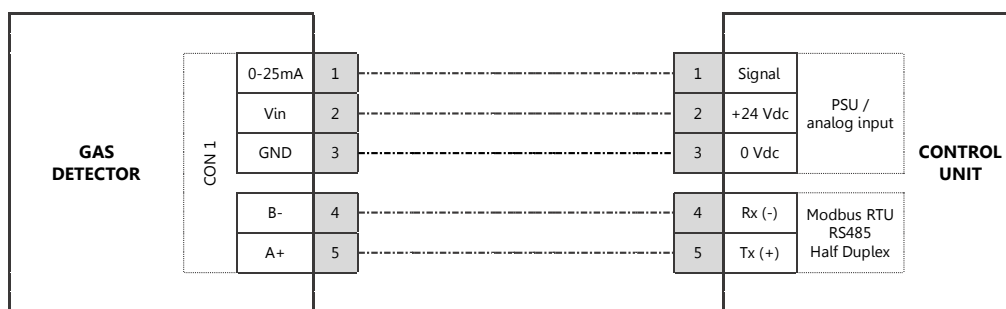 GAS
DETECTOR
CON 1
0-25mA 1
Vin 2
GND 3
B- 4
A+ 5
1 Signal
2 +24 Vdc
3 0 Vdc
PSU /
analog input
4 Rx (-)
5 Tx (+)
Modbus RTU
RS485
Half Duplex
CONTROL
UNIT